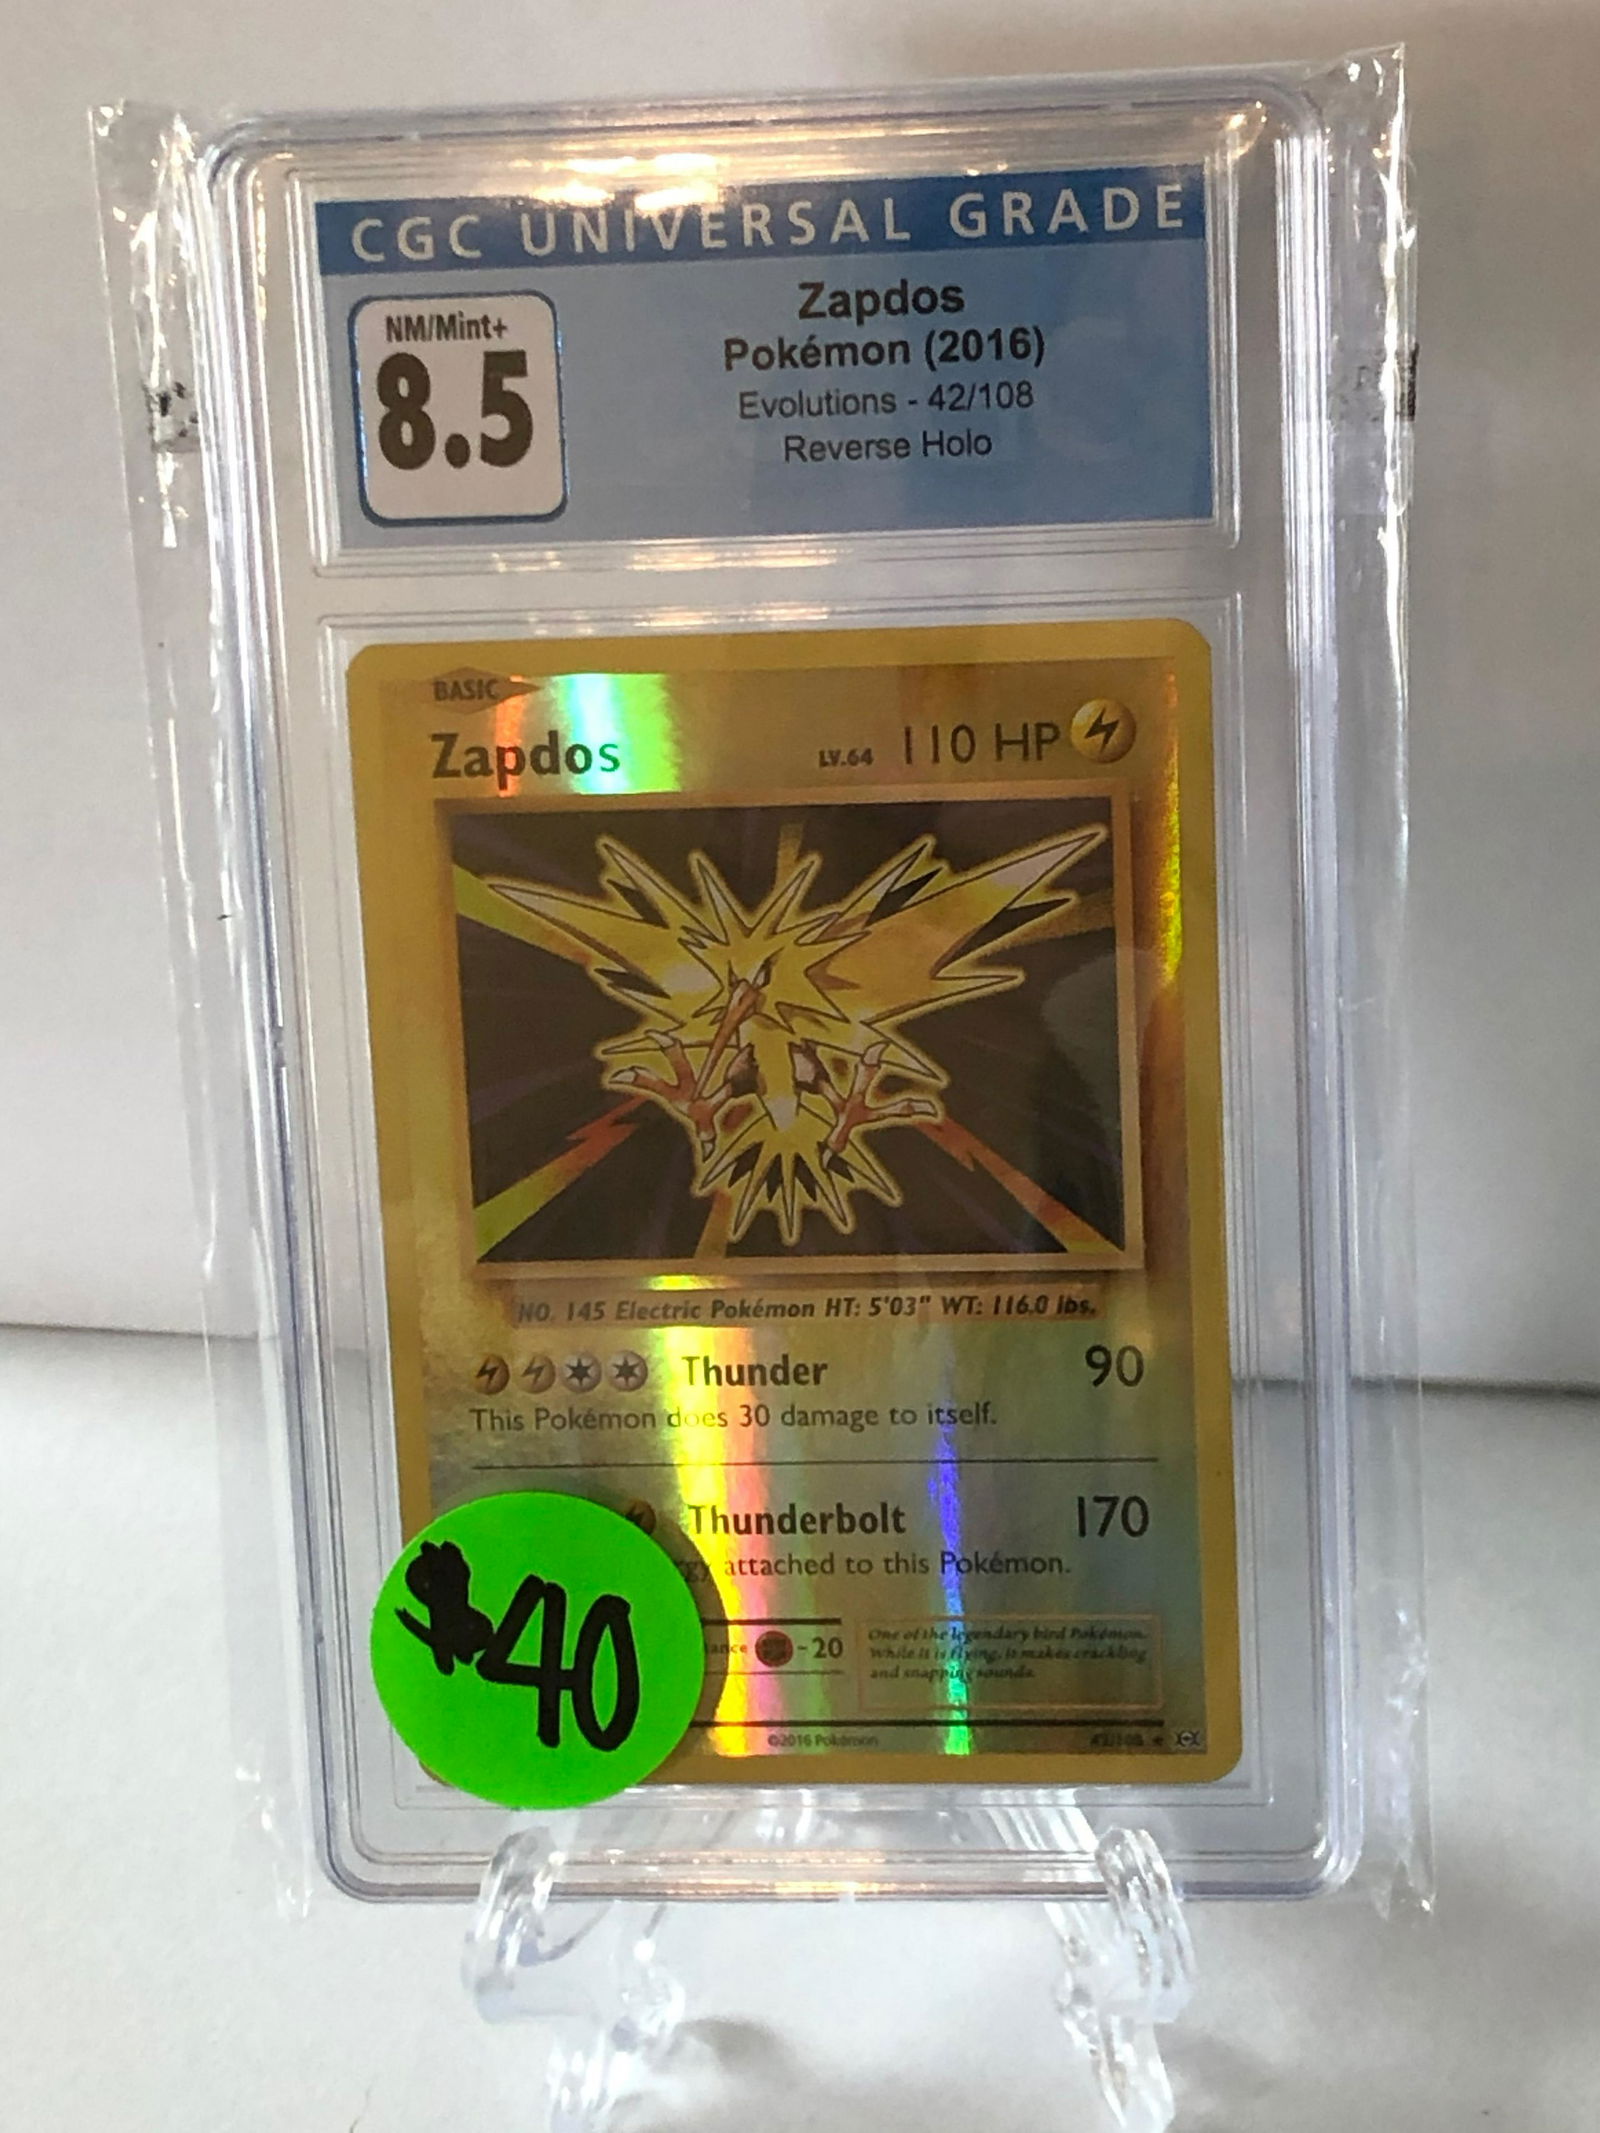 CGC UNIVERSAL GRADE
NM/Mint+
8.5
Zapdos
Pokémon (2016)
Evolutions - 42/108
Reverse Holo
BASIC
Zapdos LV.64 110 HP
NO. 145 Electric Pokémon HT: 5'03" WT: 116.0 lbs.
Thunder 90
This Pokémon does 30 damage to itself.
Thunderbolt 170
attached to this Pokémon.
-20
One of the legendary bird Pokémon.
While it is flying, it makes crackling
and snapping sounds.
$40
©2016 Pokémon
42/108 ★